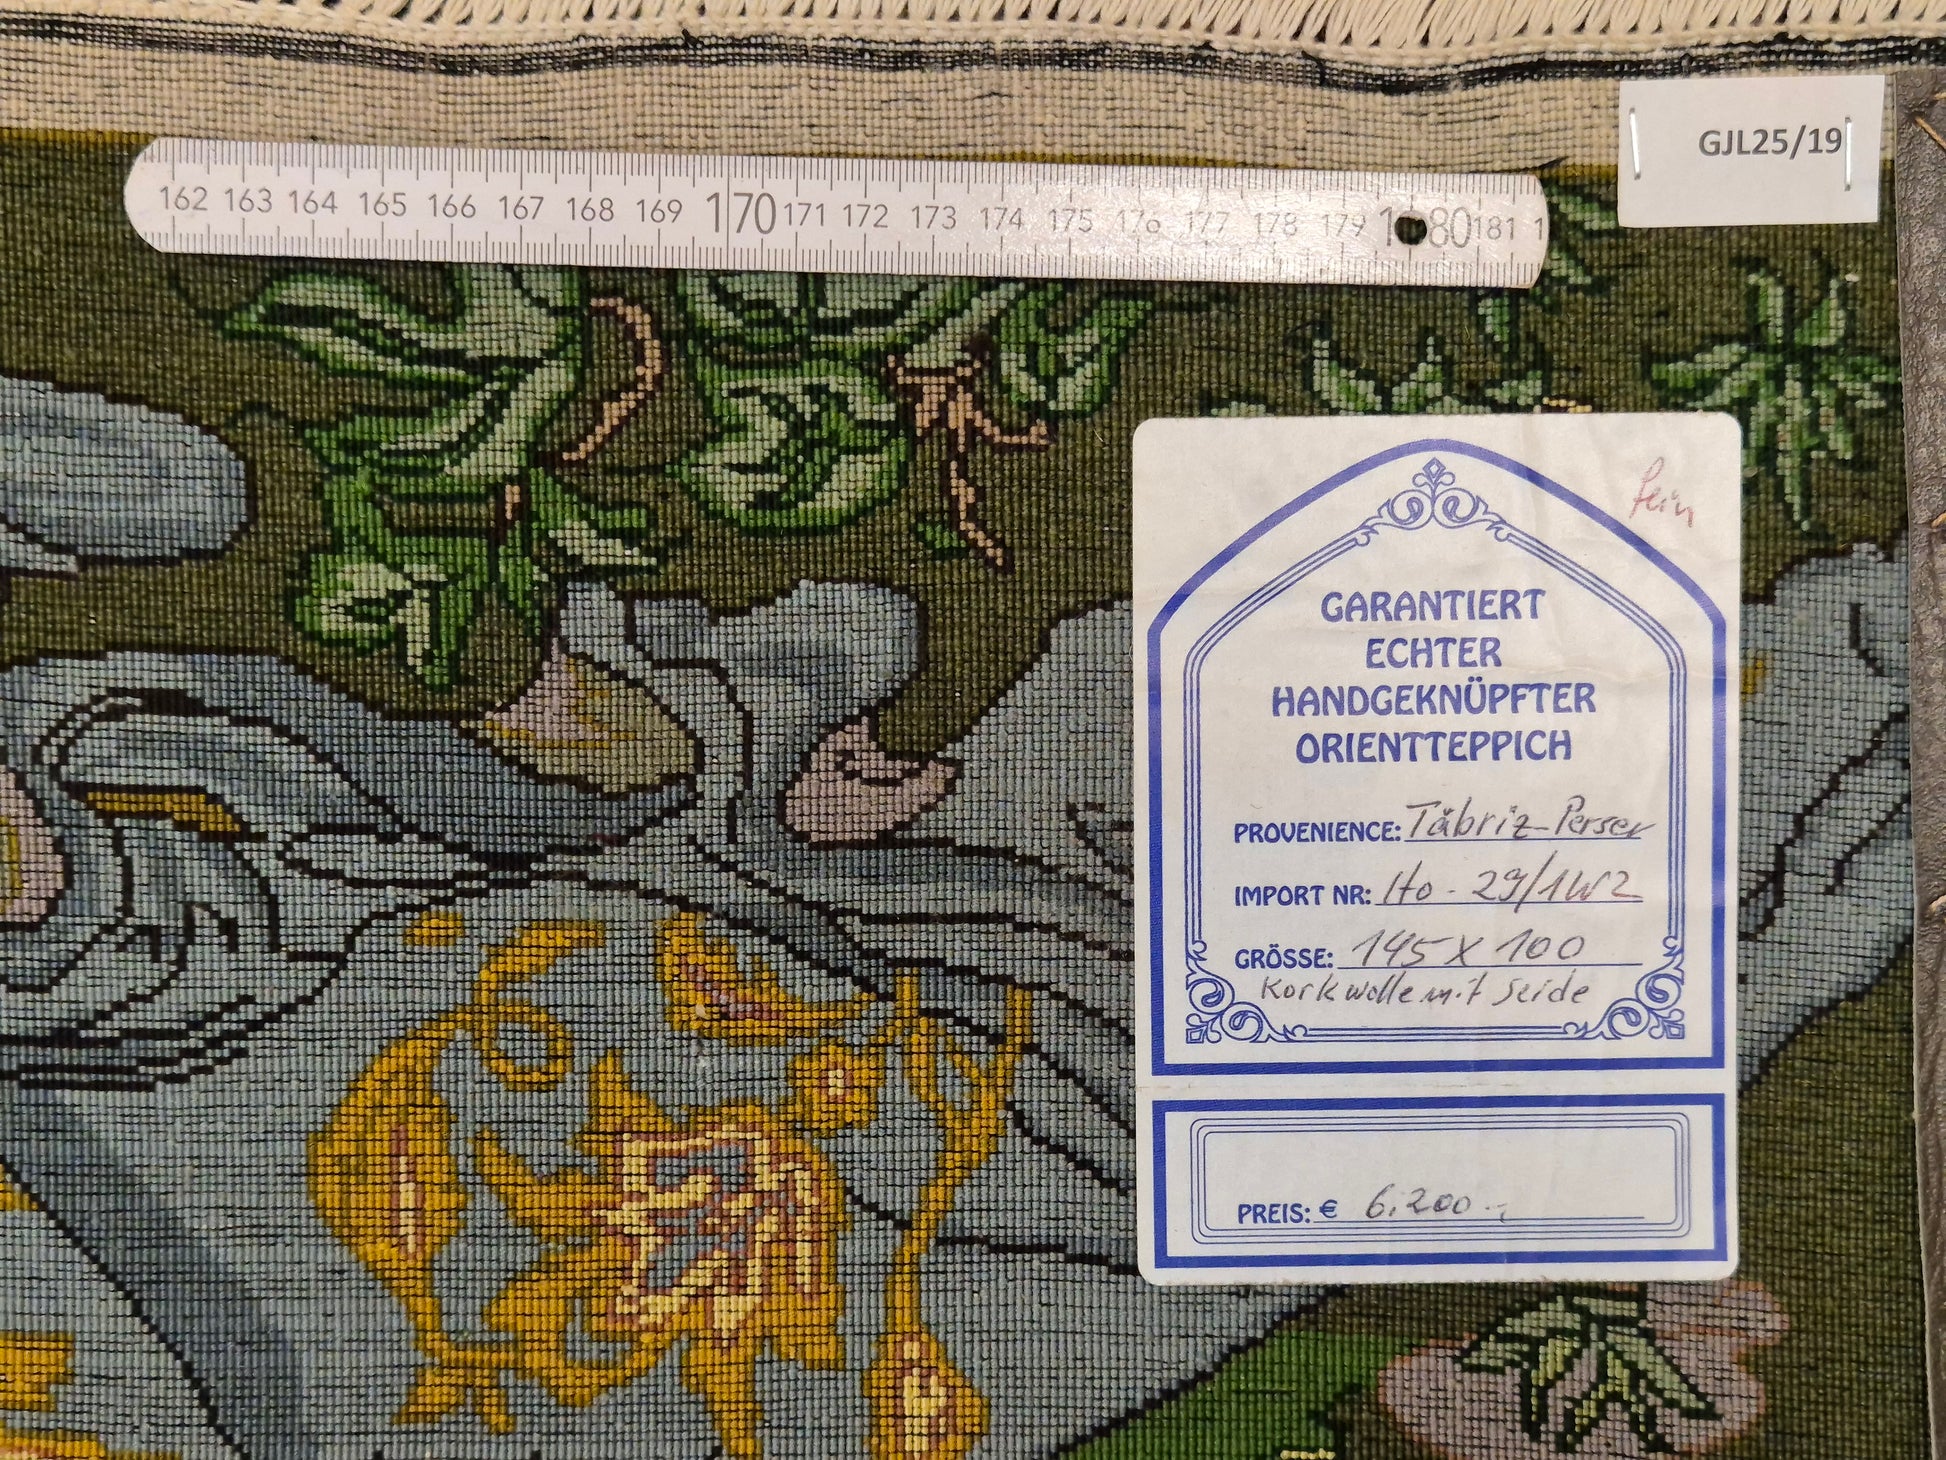 GJL25/19
162 163 164 165 166 167 168 169 170 171 172 173 174 175 176 177 178 179 180 181 1
fein
GARANTIERT
ECHTER
HANDGEKNÜPFTER
ORIENTTEPPICH
PROVENIENCE: Täbriz-Perser
IMPORT NR: Ho - 29/1W2
GRÖSSE: 145 x 100
Korkwolle mit Seide
PREIS: € 6.200.-